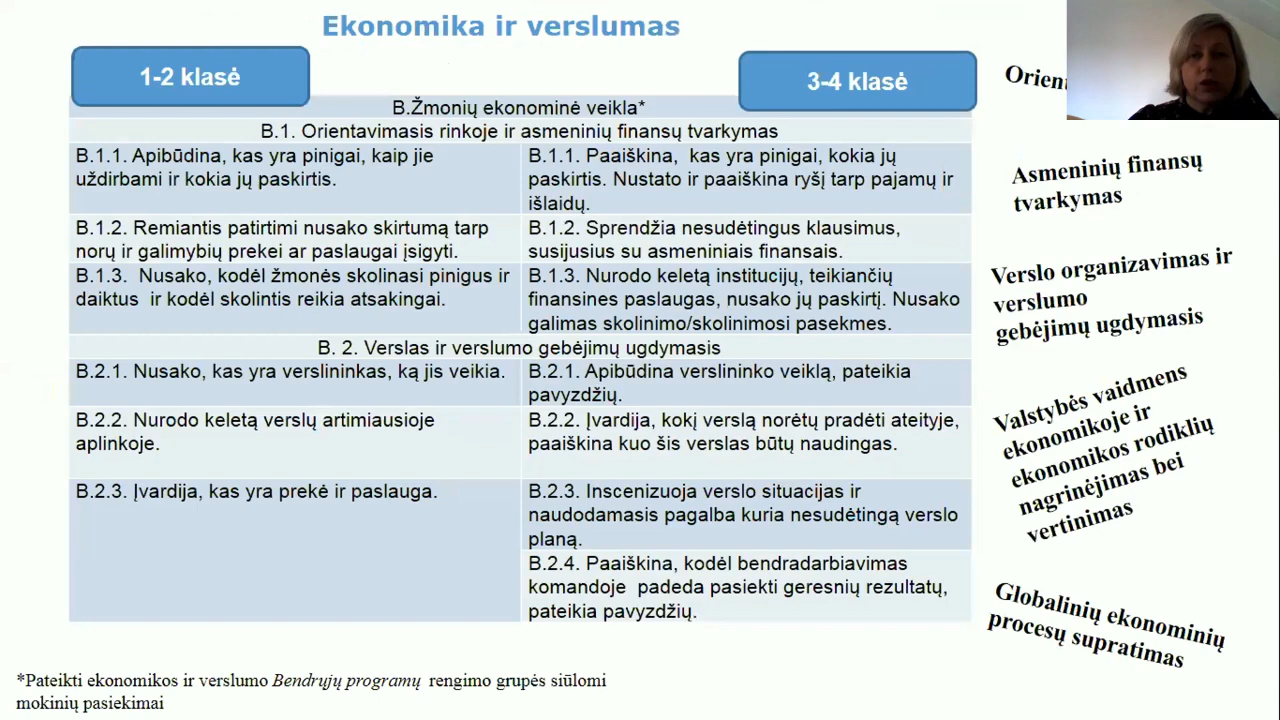 Ekonomika ir verslumas
1-2 klasė
3-4 klasė
B.Žmonių ekonominė veikla*
B.1. Orientavimasis rinkoje ir asmeninių finansų tvarkymas
B.1.1. Apibūdina, kas yra pinigai, kaip jie
uždirbami ir kokia jų paskirtis.
B.1.1. Paaiškina, kas yra pinigai, kokia jų
paskirtis. Nustato ir paaiškina ryšį tarp pajamų ir
išlaidų.
B.1.2. Remiantis patirtimi nusako skirtumą tarp
norų ir galimybių prekei ar paslaugai įsigyti.
B.1.2. Sprendžia nesudėtingus klausimus,
susijusius su asmeniniais finansais.
B.1.3. Nusako, kodėl žmonės skolinasi pinigus ir
daiktus ir kodėl skolintis reikia atsakingai.
B.1.3. Nurodo keletą institucijų, teikiančių
finansines paslaugas, nusako jų paskirtį. Nusako
galimas skolinimo/skolinimosi pasekmes.
B. 2. Verslas ir verslumo gebėjimų ugdymasis
B.2.1. Nusako, kas yra verslininkas, ką jis veikia.
B.2.1. Apibūdina verslininko veiklą, pateikia
pavyzdžių.
B.2.2. Nurodo keletą verslų artimiausioje
aplinkoje.
B.2.2. Įvardija, kokį verslą norėtų pradėti ateityje,
paaiškina kuo šis verslas būtų naudingas.
B.2.3. Įvardija, kas yra prekė ir paslauga.
B.2.3. Inscenizuoja verslo situacijas ir
naudodamasis pagalba kuria nesudėtingą verslo
planą.
B.2.4. Paaiškina, kodėl bendradarbiavimas
komandoje padeda pasiekti geresnių rezultatų,
pateikia pavyzdžių.
Orient
Asmeninių finansų
tvarkymas
Verslo organizavimas ir
verslumo
gebėjimų ugdymasis
Valstybės vaidmens
ekonomikoje ir
ekonomikos rodiklių
nagrinėjimas bei
vertinimas
Globalinių ekonominių
procesų supratimas
*Pateikti ekonomikos ir verslumo Bendrųjų programų rengimo grupės siūlomi
mokinių pasiekimai